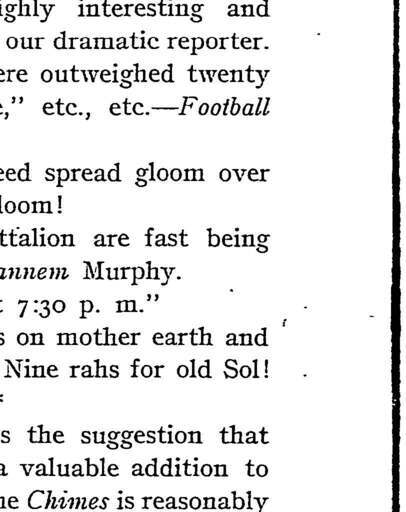 ighly interesting and
our dramatic reporter.
ere outweighed twenty
e," etc., etc.—Football
eed spread gloom over
loom!
ttalion are fast being
annem Murphy.
t 7:30 p. m."
s on mother earth and
Nine rahs for old Sol!
s the suggestion that
a valuable addition to
ne Chimes is reasonably